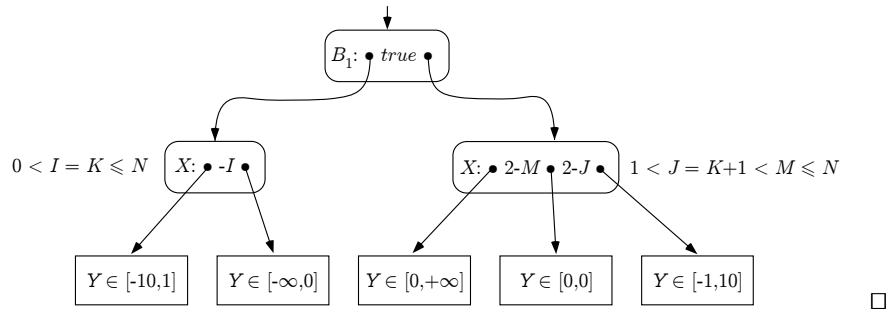 B₁: • true •
0 < I = K ⩽ N X: • -I • X: • 2-M • 2-J • 1 < J = K+1 < M ⩽ N
Y ∈ [-10,1] Y ∈ [-∞,0] Y ∈ [0,+∞] Y ∈ [0,0] Y ∈ [-1,10] □